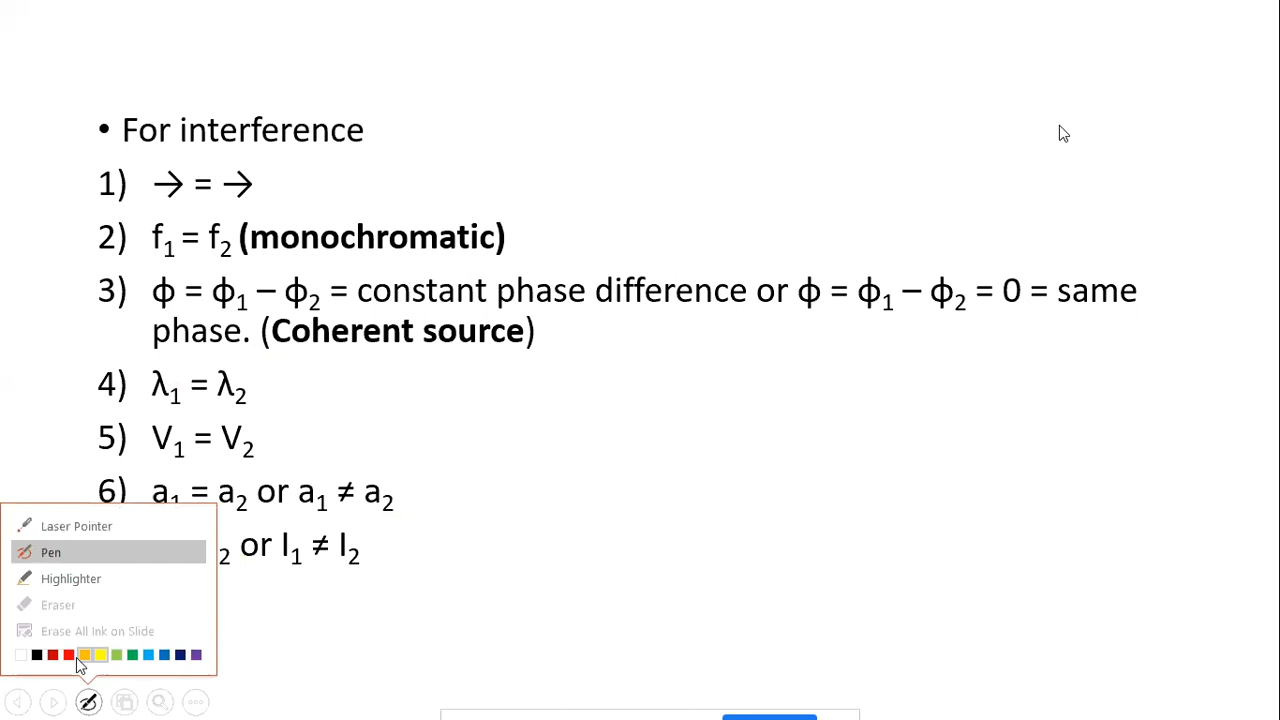 • For interference
1) → = →
2) f₁ = f₂ (monochromatic)
3) ϕ = ϕ₁ – ϕ₂ = constant phase difference or ϕ = ϕ₁ – ϕ₂ = 0 = same
phase. (Coherent source)
4) λ₁ = λ₂
5) V₁ = V₂
6) a₁ = a₂ or a₁ ≠ a₂
₂ or I₁ ≠ I₂
Laser Pointer
Pen
Highlighter
Eraser
Erase All Ink on Slide